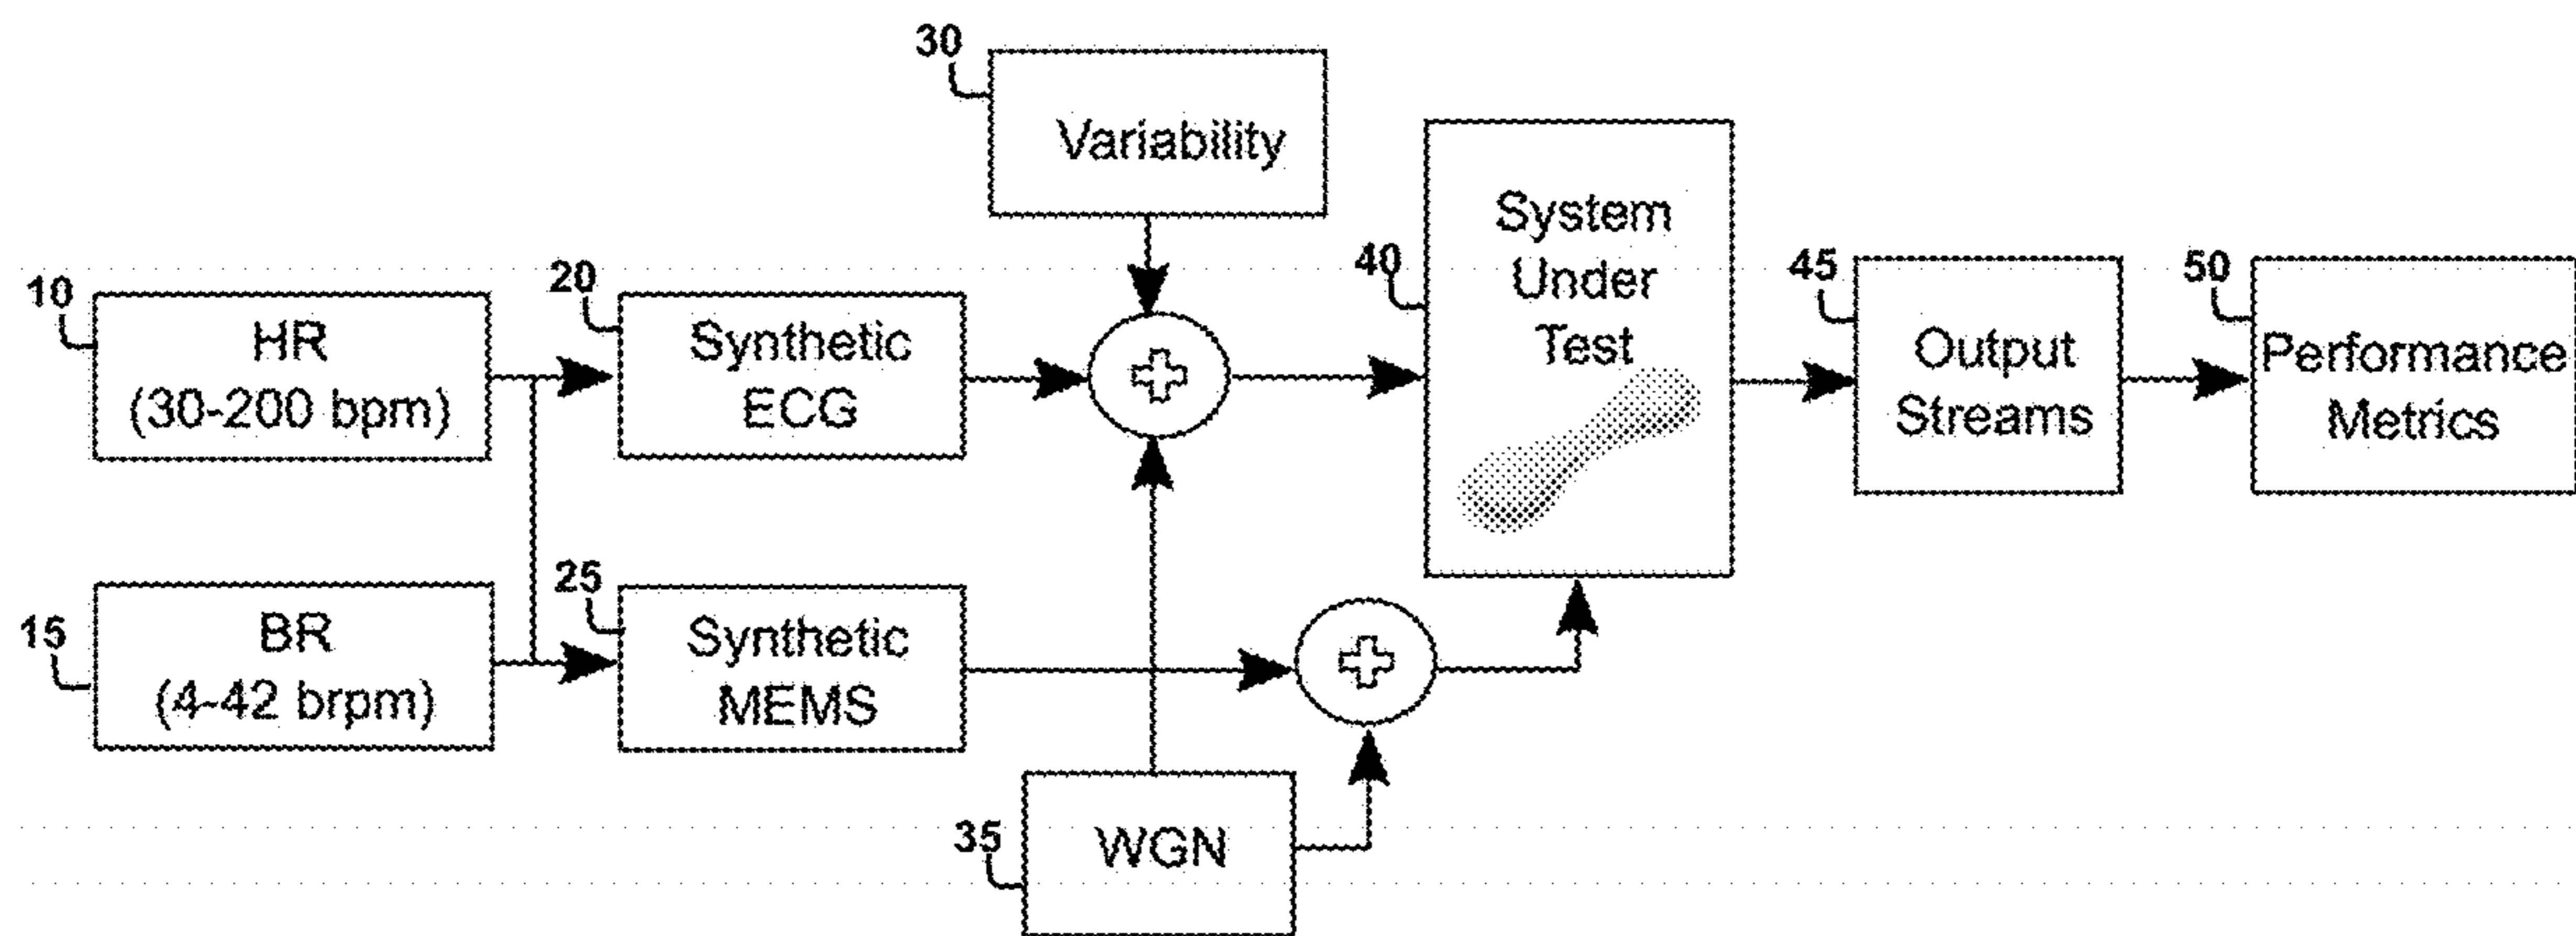 30
Variability
10
HR
(30-200 bpm)
20
Synthetic
ECG
40
System
Under
Test
45
Output
Streams
50
Performance
Metrics
15
BR
(4-42 brpm)
25
Synthetic
MEMS
35
WGN